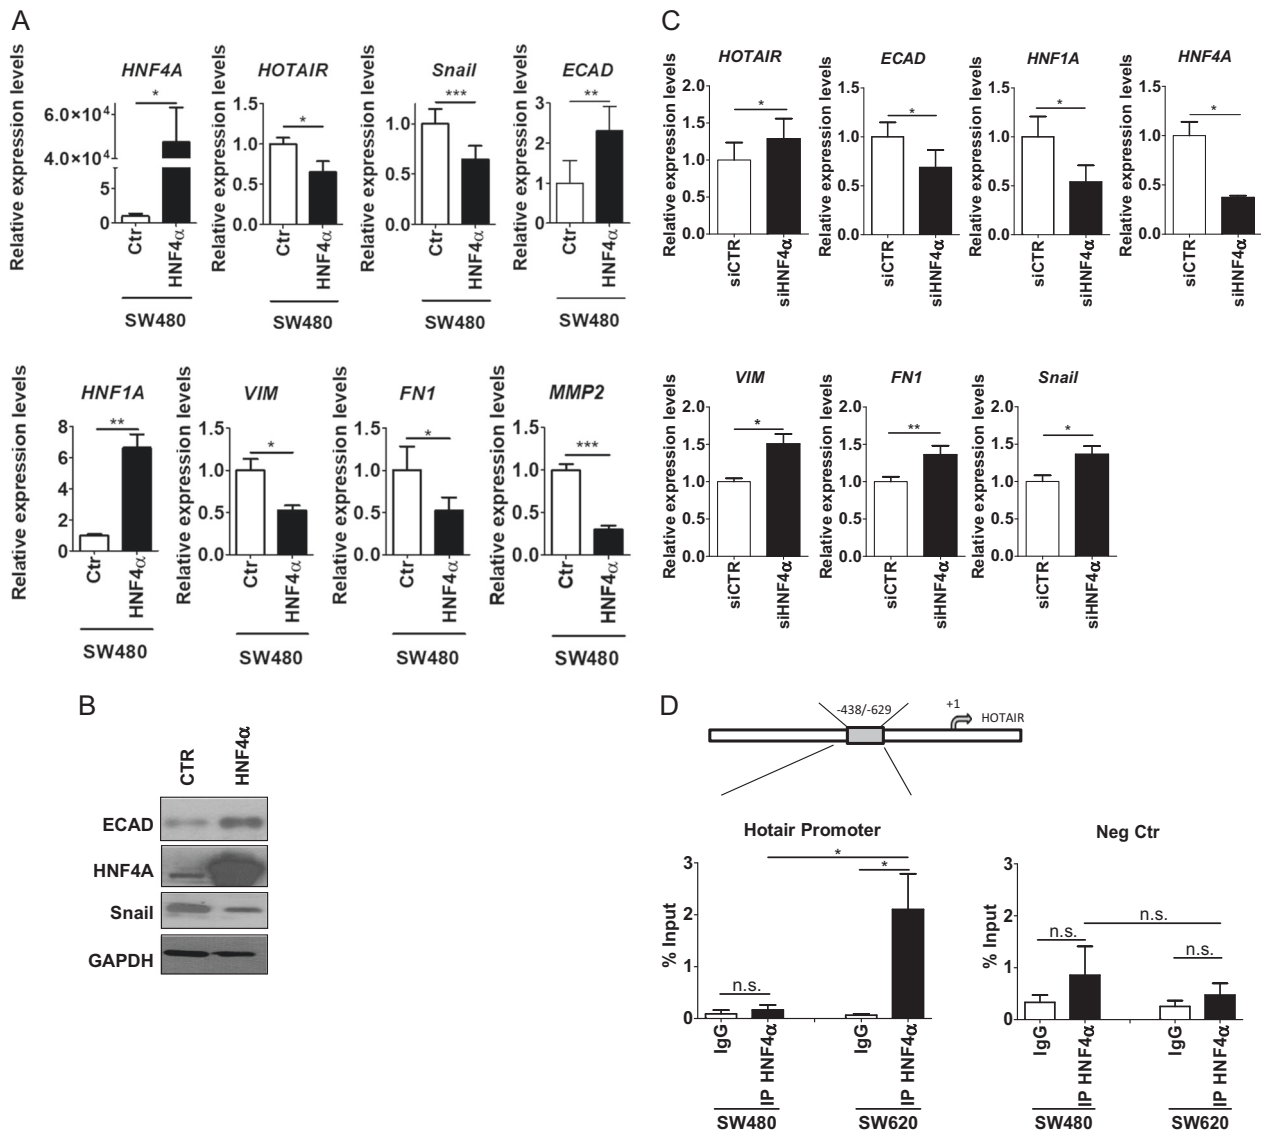 A
Relative expression levels
HNF4A
*
6.0×10⁴
4.0×10⁴
5
0
Ctr
HNF4α
SW480
Relative expression levels
HOTAIR
*
1.5
1.0
0.5
0.0
Ctr
HNF4α
SW480
Relative expression levels
Snail
***
1.0
0.5
0.0
Ctr
HNF4α
SW480
Relative expression levels
ECAD
**
3
2
1
0
Ctr
HNF4α
SW480
Relative expression levels
HNF1A
**
8
6
4
2
0
Ctr
HNF4α
SW480
Relative expression levels
VIM
*
1.5
1.0
0.5
0.0
Ctr
HNF4α
SW480
Relative expression levels
FN1
*
1.5
1.0
0.5
0.0
Ctr
HNF4α
SW480
Relative expression levels
MMP2
***
1.5
1.0
0.5
0.0
Ctr
HNF4α
SW480
B
CTR
HNF4α
ECAD
HNF4A
Snail
GAPDH
C
Relative expression levels
HOTAIR
*
2.0
1.5
1.0
0.5
0.0
siCTR
siHNF4α
Relative expression levels
ECAD
*
1.5
1.0
0.5
0.0
siCTR
siHNF4α
Relative expression levels
HNF1A
*
1.5
1.0
0.5
0.0
siCTR
siHNF4α
Relative expression levels
HNF4A
*
1.5
1.0
0.5
0.0
siCTR
siHNF4α
Relative expression levels
VIM
*
2.0
1.5
1.0
0.5
0.0
siCTR
siHNF4α
Relative expression levels
FN1
**
2.0
1.5
1.0
0.5
0.0
siCTR
siHNF4α
Relative expression levels
Snail
*
2.0
1.5
1.0
0.5
0.0
siCTR
siHNF4α
D
-438/-629
+1
HOTAIR
Hotair Promoter
*
*
n.s.
% Input
3
2
1
0
IgG
IP HNF4α
IgG
IP HNF4α
SW480
SW620
Neg Ctr
n.s.
n.s.
n.s.
% Input
3
2
1
0
IgG
IP HNF4α
IgG
IP HNF4α
SW480
SW620